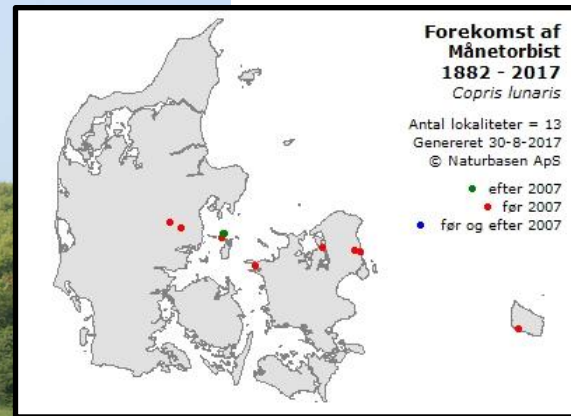 Forekomst af
Månetorbist
1882 - 2017
Copris lunaris
Antal lokaliteter = 13
Genereret 30-8-2017
© Naturbasen ApS
efter 2007
før 2007
før og efter 2007